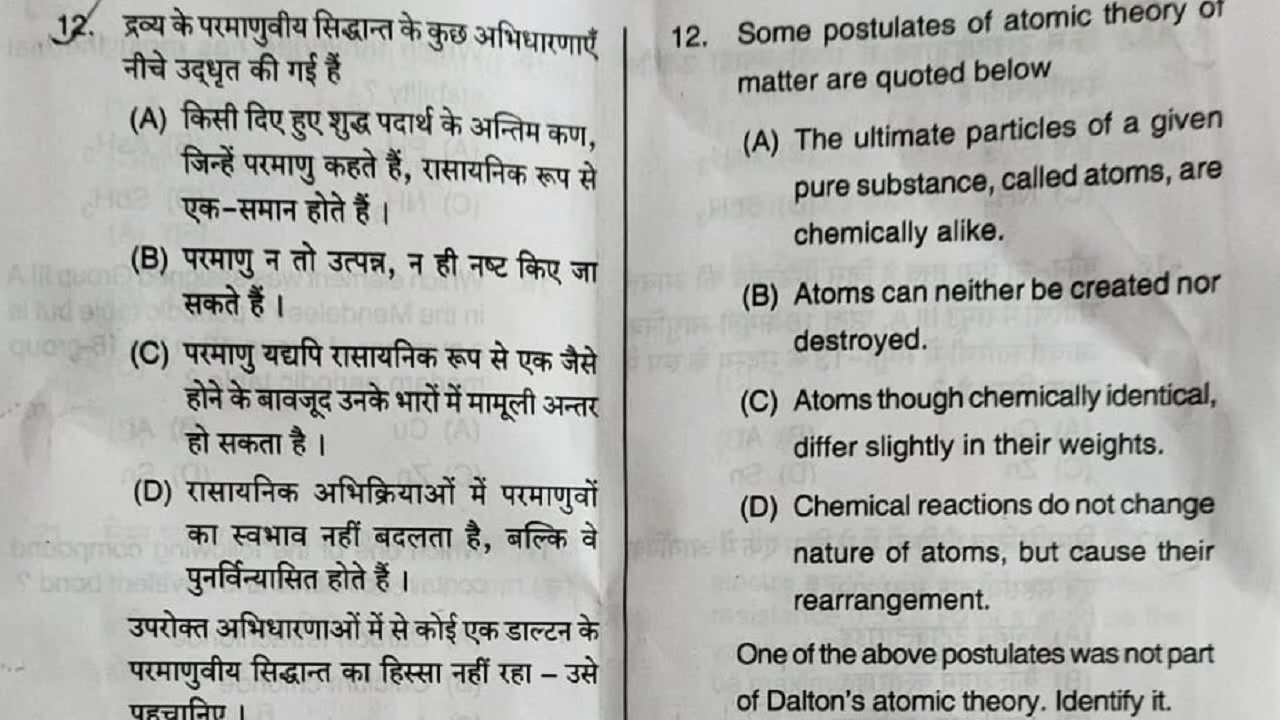 12. द्रव्य के परमाणुवीय सिद्धान्त के कुछ अभिधारणाएँ
नीचे उद्धृत की गई हैं
(A) किसी दिए हुए शुद्ध पदार्थ के अन्तिम कण,
जिन्हें परमाणु कहते हैं, रासायनिक रूप से
एक-समान होते हैं ।
(B) परमाणु न तो उत्पन्न, न ही नष्ट किए जा
सकते हैं ।
(C) परमाणु यद्यपि रासायनिक रूप से एक जैसे
होने के बावजूद उनके भारों में मामूली अन्तर
हो सकता है ।
(D) रासायनिक अभिक्रियाओं में परमाणुवों
का स्वभाव नहीं बदलता है, बल्कि वे
पुनर्विन्यासित होते हैं ।
उपरोक्त अभिधारणाओं में से कोई एक डाल्टन के
परमाणुवीय सिद्धान्त का हिस्सा नहीं रहा – उसे
पहचानिए ।
12. Some postulates of atomic theory of
matter are quoted below
(A) The ultimate particles of a given
pure substance, called atoms, are
chemically alike.
(B) Atoms can neither be created nor
destroyed.
(C) Atoms though chemically identical,
differ slightly in their weights.
(D) Chemical reactions do not change
nature of atoms, but cause their
rearrangement.
One of the above postulates was not part
of Dalton's atomic theory. Identify it.